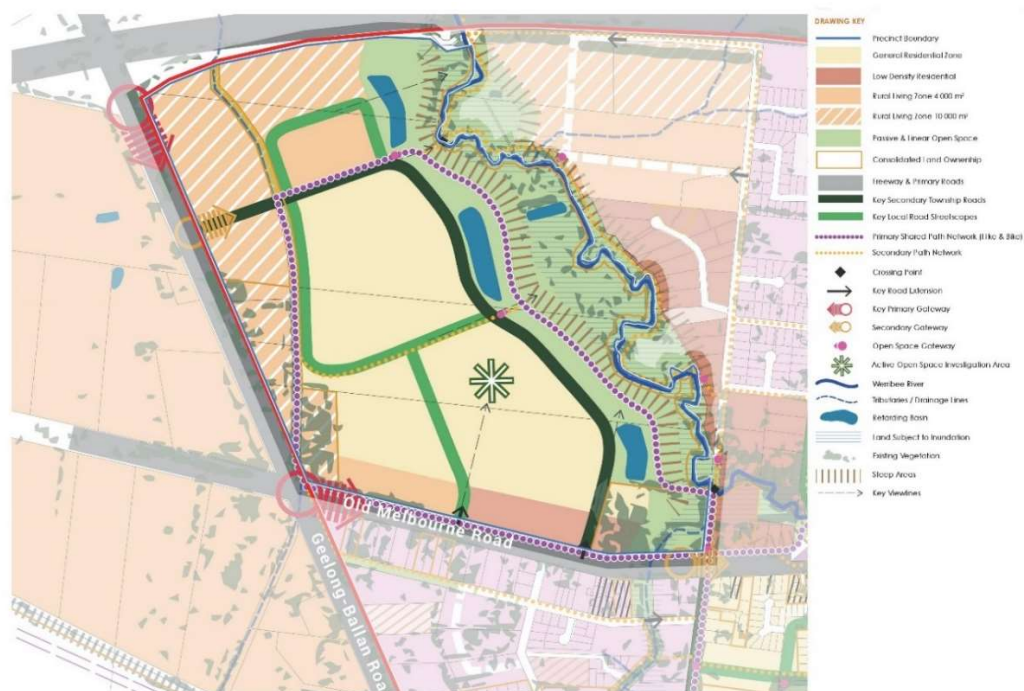 DRAWING KEY
Precinct Boundary
General Residential Zone
Low Density Residential
Rural Living Zone 4 000 m²
Rural Living Zone 10 000 m²
Passive & Linear Open Space
Consolidated Land Ownership
Freeway & Primary Roads
Key Secondary Township Roads
Key Local Road Streetscapes
Primary Shared Path Network (Hike & Bike)
Secondary Path Network
Crossing Point
Key Road Extension
Key Primary Gateway
Secondary Gateway
Open Space Gateway
Active Open Space Investigation Area
Werribee River
Tributaries / Drainage Lines
Retarding Basin
Land Subject to Inundation
Existing Vegetation
Steep Areas
Key Viewlines
Old Melbourne Road
Geelong-Ballan Roa